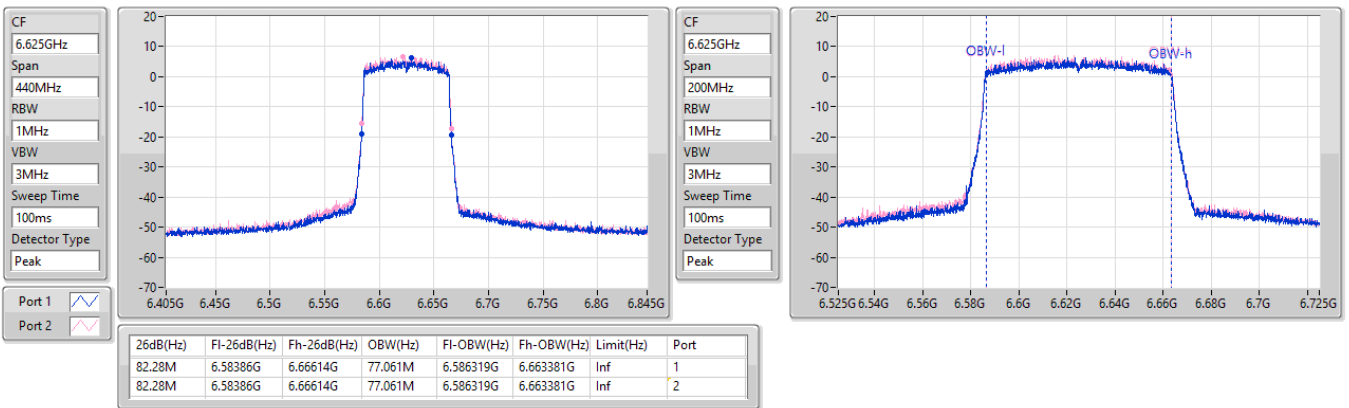 CF
6.625GHz
Span
440MHz
RBW
1MHz
VBW
3MHz
Sweep Time
100ms
Detector Type
Peak
Port 1
Port 2
20
10
0
-10
-20
-30
-40
-50
-60
-70
6.405G 6.45G 6.5G 6.55G 6.6G 6.65G 6.7G 6.75G 6.8G 6.845G
CF
6.625GHz
Span
200MHz
RBW
1MHz
VBW
3MHz
Sweep Time
100ms
Detector Type
Peak
20
10
0
-10
-20
-30
-40
-50
-60
-70
OBW-l
OBW-h
6.525G 6.54G 6.56G 6.58G 6.6G 6.62G 6.64G 6.66G 6.68G 6.7G 6.725G
26dB(Hz) Fl-26dB(Hz) Fh-26dB(Hz) OBW(Hz) Fl-OBW(Hz) Fh-OBW(Hz) Limit(Hz) Port
82.28M 6.58386G 6.66614G 77.061M 6.586319G 6.663381G Inf 1
82.28M 6.58386G 6.66614G 77.061M 6.586319G 6.663381G Inf 2